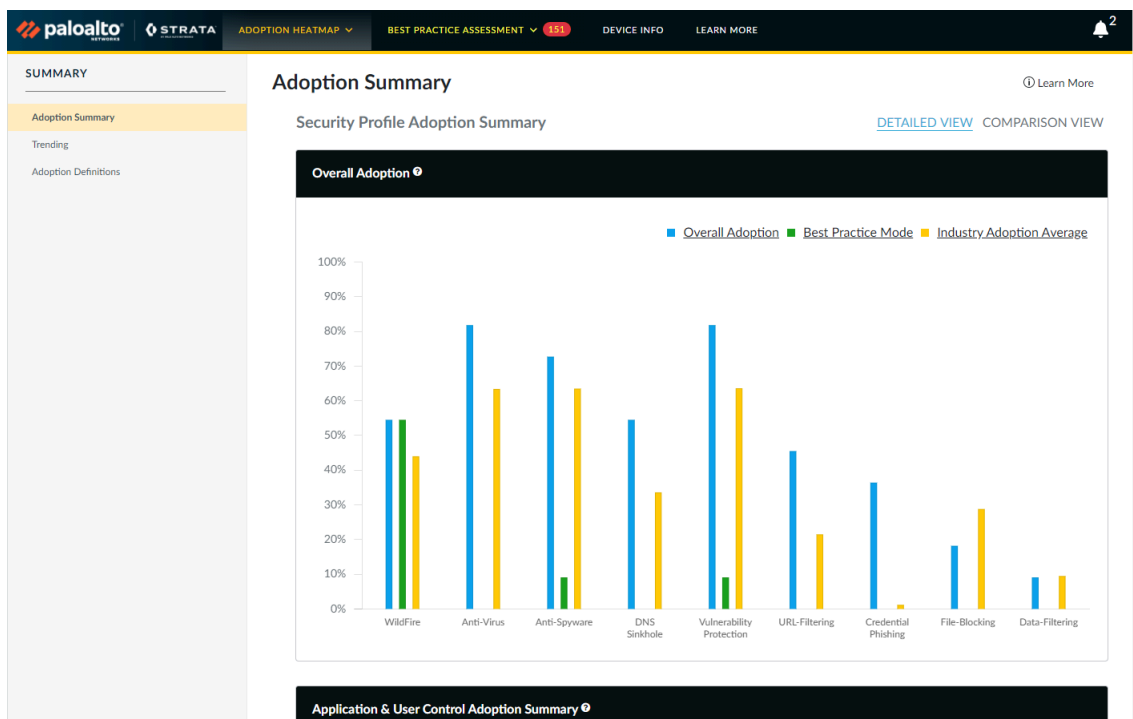 paloalto NETWORKS STRATA ADOPTION HEATMAP BEST PRACTICE ASSESSMENT 151 DEVICE INFO LEARN MORE 2
SUMMARY
Adoption Summary
Trending
Adoption Definitions
Adoption Summary
Learn More
Security Profile Adoption Summary
DETAILED VIEW COMPARISON VIEW
Overall Adoption
Overall Adoption Best Practice Mode Industry Adoption Average
100%
90%
80%
70%
60%
50%
40%
30%
20%
10%
0%
WildFire
Anti-Virus
Anti-Spyware
DNS
Sinkhole
Vulnerability
Protection
URL-Filtering
Credential
Phishing
File-Blocking
Data-Filtering
Application & User Control Adoption Summary